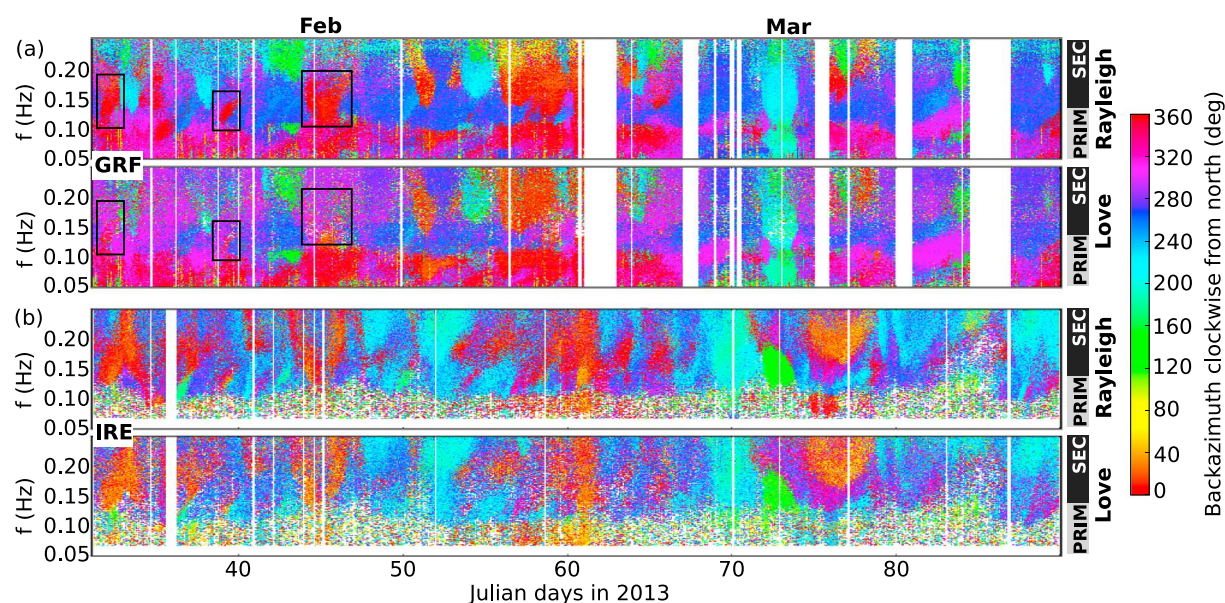 Feb Mar
(a)
f (Hz) 0.20 0.15 0.10 0.05
PRIM SEC
Rayleigh
GRF
f (Hz) 0.20 0.15 0.10 0.05
PRIM SEC
Love
(b)
f (Hz) 0.20 0.15 0.10 0.05
PRIM SEC
Rayleigh
IRE
f (Hz) 0.20 0.15 0.10 0.05
PRIM SEC
Love
40 50 60 70 80
Julian days in 2013
360
320
280
240
200
160
120
80
40
0
Backazimuth clockwise from north (deg)